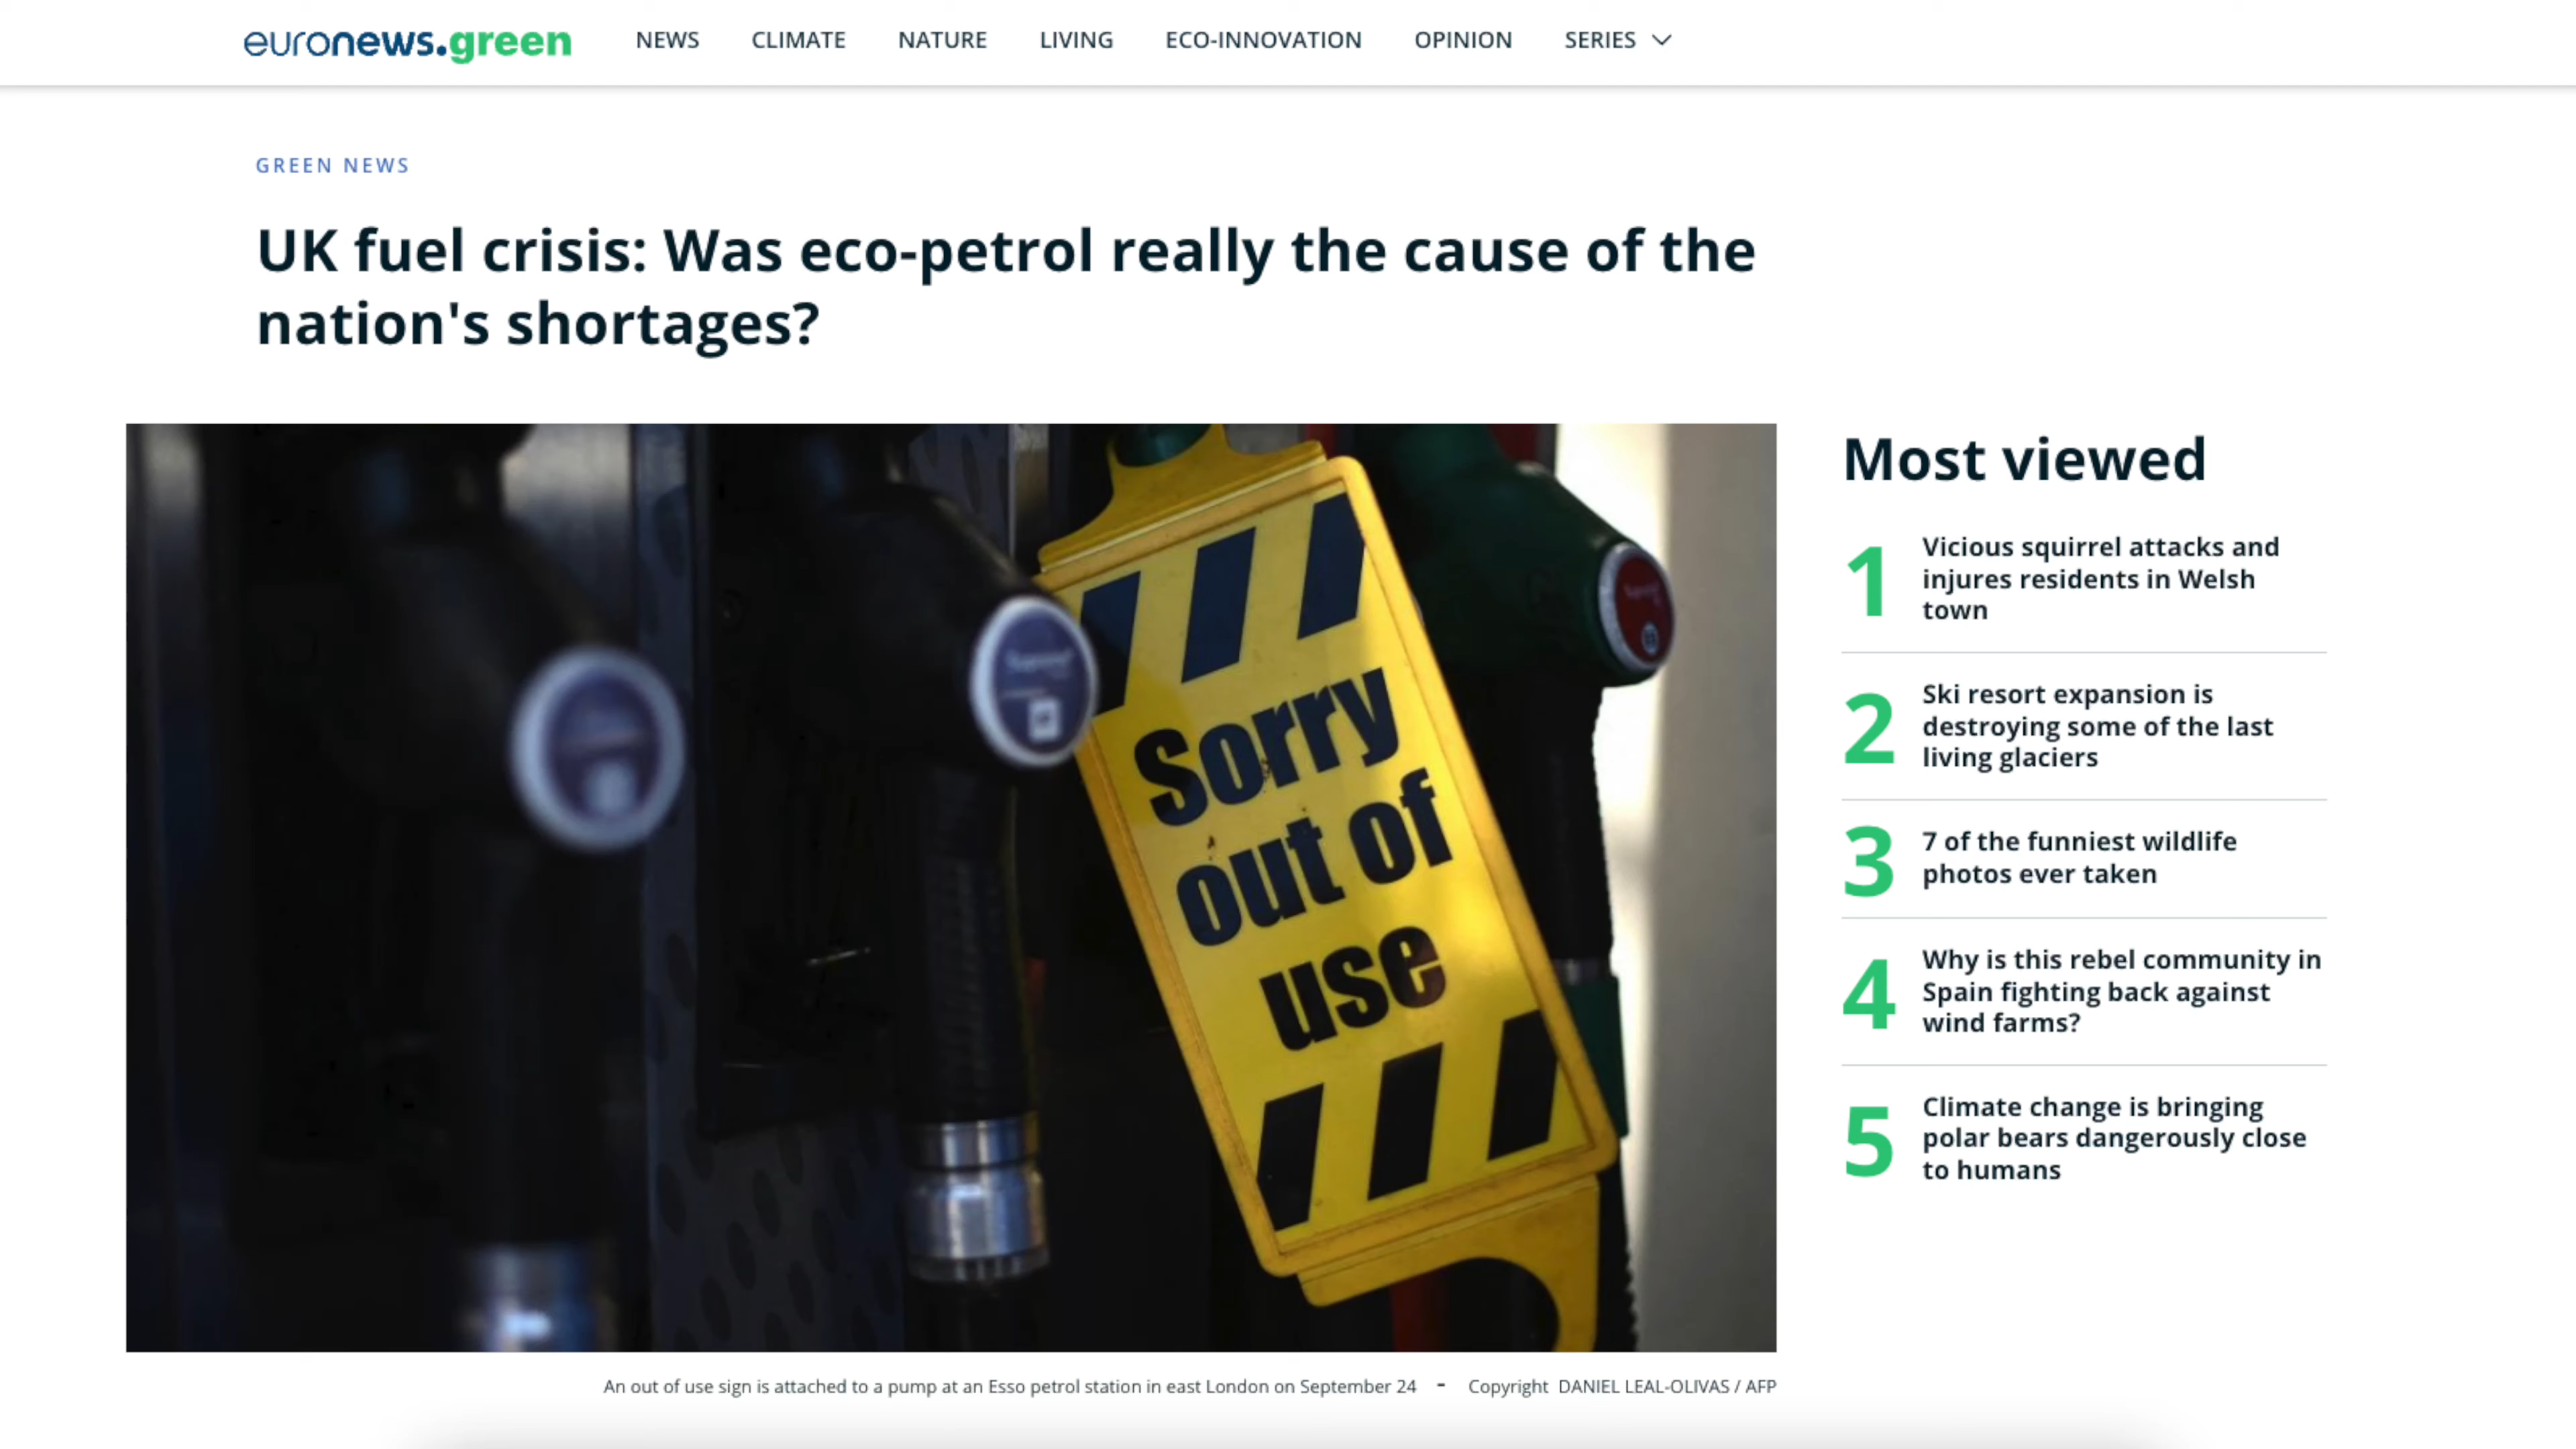 euronews.green
NEWS CLIMATE NATURE LIVING ECO-INNOVATION OPINION SERIES
GREEN NEWS
UK fuel crisis: Was eco-petrol really the cause of the
nation's shortages?
Sorry
out of
use
An out of use sign is attached to a pump at an Esso petrol station in east London on September 24 - Copyright DANIEL LEAL-OLIVAS / AFP
Most viewed
1
Vicious squirrel attacks and
injures residents in Welsh
town
2
Ski resort expansion is
destroying some of the last
living glaciers
3
7 of the funniest wildlife
photos ever taken
4
Why is this rebel community in
Spain fighting back against
wind farms?
5
Climate change is bringing
polar bears dangerously close
to humans